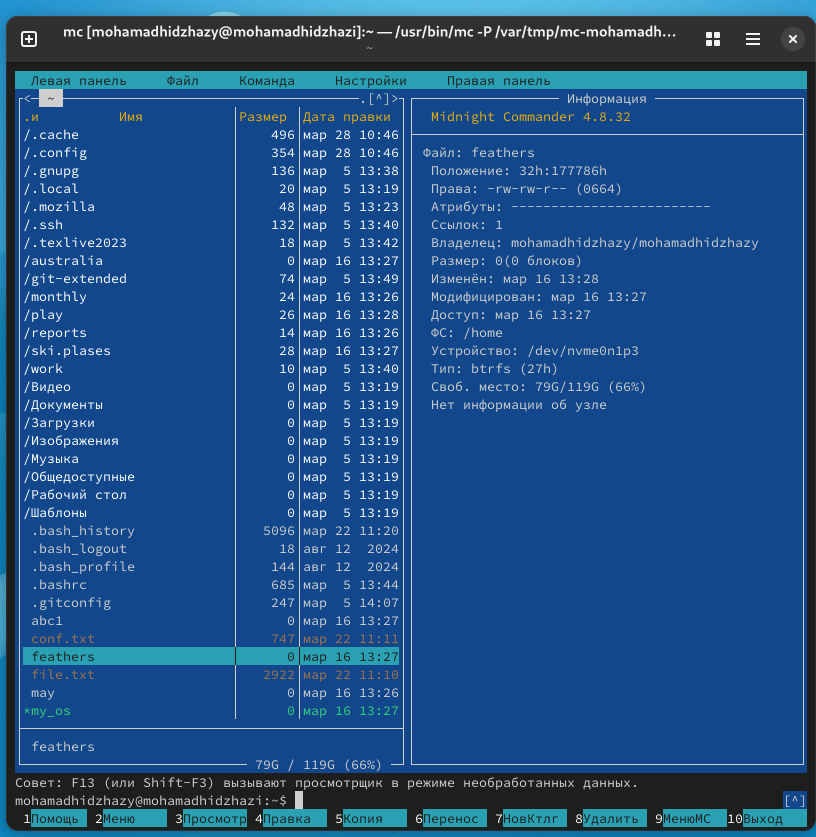 mc [mohamadhidzhazy@mohamadhidzhazi]:~ — /usr/bin/mc -P /var/tmp/mc-mohamadh…
~
Левая панель Файл Команда Настройки Правая панель
<─ ~ .[^]>
.и Имя Размер Дата правки
/.cache 496 мар 28 10:46
/.config 354 мар 28 10:46
/.gnupg 136 мар 5 13:38
/.local 20 мар 5 13:19
/.mozilla 48 мар 5 13:23
/.ssh 132 мар 5 13:40
/.texlive2023 18 мар 5 13:42
/australia 0 мар 16 13:27
/git-extended 74 мар 5 13:49
/monthly 24 мар 16 13:26
/play 26 мар 16 13:28
/reports 14 мар 16 13:26
/ski.plases 28 мар 16 13:27
/work 10 мар 5 13:40
/Видео 0 мар 5 13:19
/Документы 0 мар 5 13:19
/Загрузки 0 мар 5 13:19
/Изображения 0 мар 5 13:19
/Музыка 0 мар 5 13:19
/Общедоступные 0 мар 5 13:19
/Рабочий стол 0 мар 5 13:19
/Шаблоны 0 мар 5 13:19
.bash_history 5096 мар 22 11:20
.bash_logout 18 авг 12 2024
.bash_profile 144 авг 12 2024
.bashrc 685 мар 5 13:44
.gitconfig 247 мар 5 14:07
abc1 0 мар 16 13:27
conf.txt 747 мар 22 11:11
feathers 0 мар 16 13:27
file.txt 2922 мар 22 11:10
may 0 мар 16 13:26
*my_os 0 мар 16 13:27
feathers
79G / 119G (66%)
Информация
Midnight Commander 4.8.32
Файл: feathers
Положение: 32h:177786h
Права: -rw-rw-r-- (0664)
Атрибуты: -------------------------
Ссылок: 1
Владелец: mohamadhidzhazy/mohamadhidzhazy
Размер: 0(0 блоков)
Изменён: мар 16 13:28
Модифицирован: мар 16 13:27
Доступ: мар 16 13:27
ФС: /home
Устройство: /dev/nvme0n1p3
Тип: btrfs (27h)
Своб. место: 79G/119G (66%)
Нет информации об узле
Совет: F13 (или Shift-F3) вызывают просмотрщик в режиме необработанных данных.
mohamadhidzhazy@mohamadhidzhazi:~$ [^]
1Помощь 2Меню 3Просмотр 4Правка 5Копия 6Перенос 7НовКтлг 8Удалить 9МенюMC 10Выход